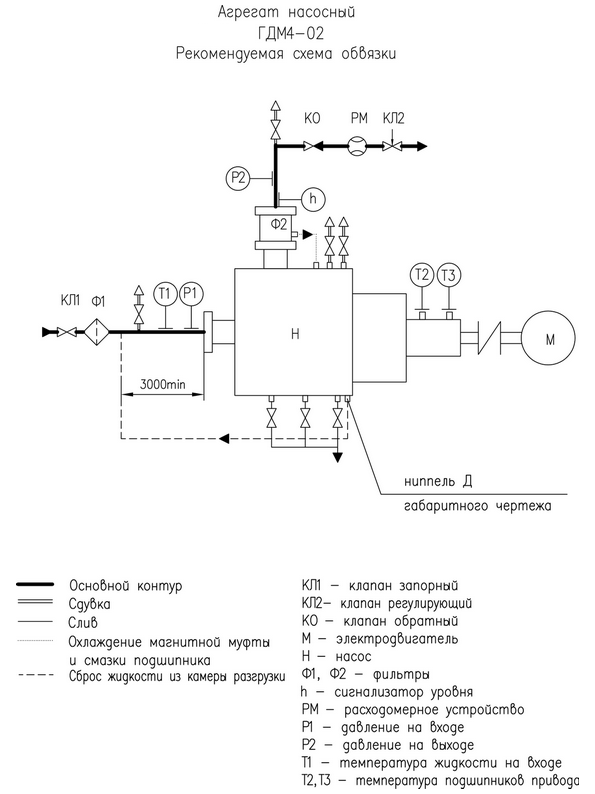 Агрегат насосный
ГДМ4-02
Рекомендуемая схема обвязки
КО РМ КЛ2
Р2
h
Ф2
Т2 Т3
КЛ1 Ф1 Т1 Р1
Н
М
3000min
ниппель Д
габаритного чертежа
Основной контур
Сдувка
Слив
Охлаждение магнитной муфты
и смазки подшипника
Сброс жидкости из камеры разгрузки
КЛ1 – клапан запорный
КЛ2– клапан регулирующий
КО – клапан обратный
М – электродвигатель
Н – насос
Ф1, Ф2 – фильтры
h – сигнализатор уровня
РМ – расходомерное устройство
Р1 – давление на входе
Р2 – давление на выходе
Т1 – температура жидкости на входе
Т2,Т3 – температура подшипников привода